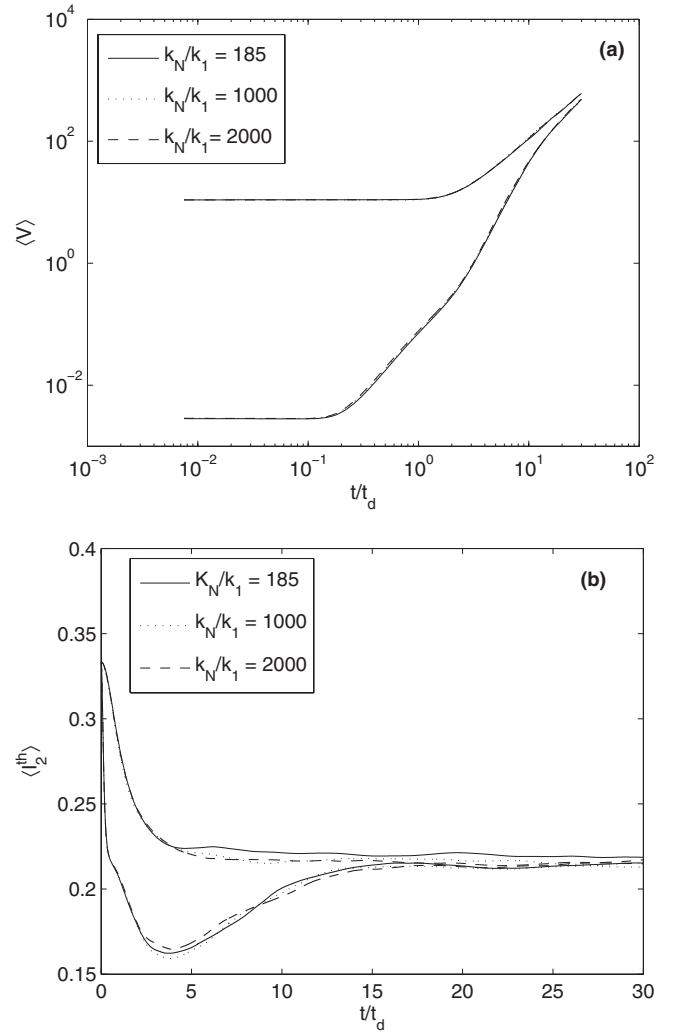 10^4
10^2
10^0
10^−2
⟨V⟩
k_N/k_1 = 185
k_N/k_1 = 1000
k_N/k_1= 2000
(a)
10^−3
10^−2
10^−1
10^0
10^1
10^2
t/t_d
0.4
0.35
0.3
0.25
0.2
0.15
⟨I_2^th⟩
K_N/k_1 = 185
k_N/k_1 = 1000
k_N/k_1 = 2000
(b)
0
5
10
15
20
25
30
t/t_d